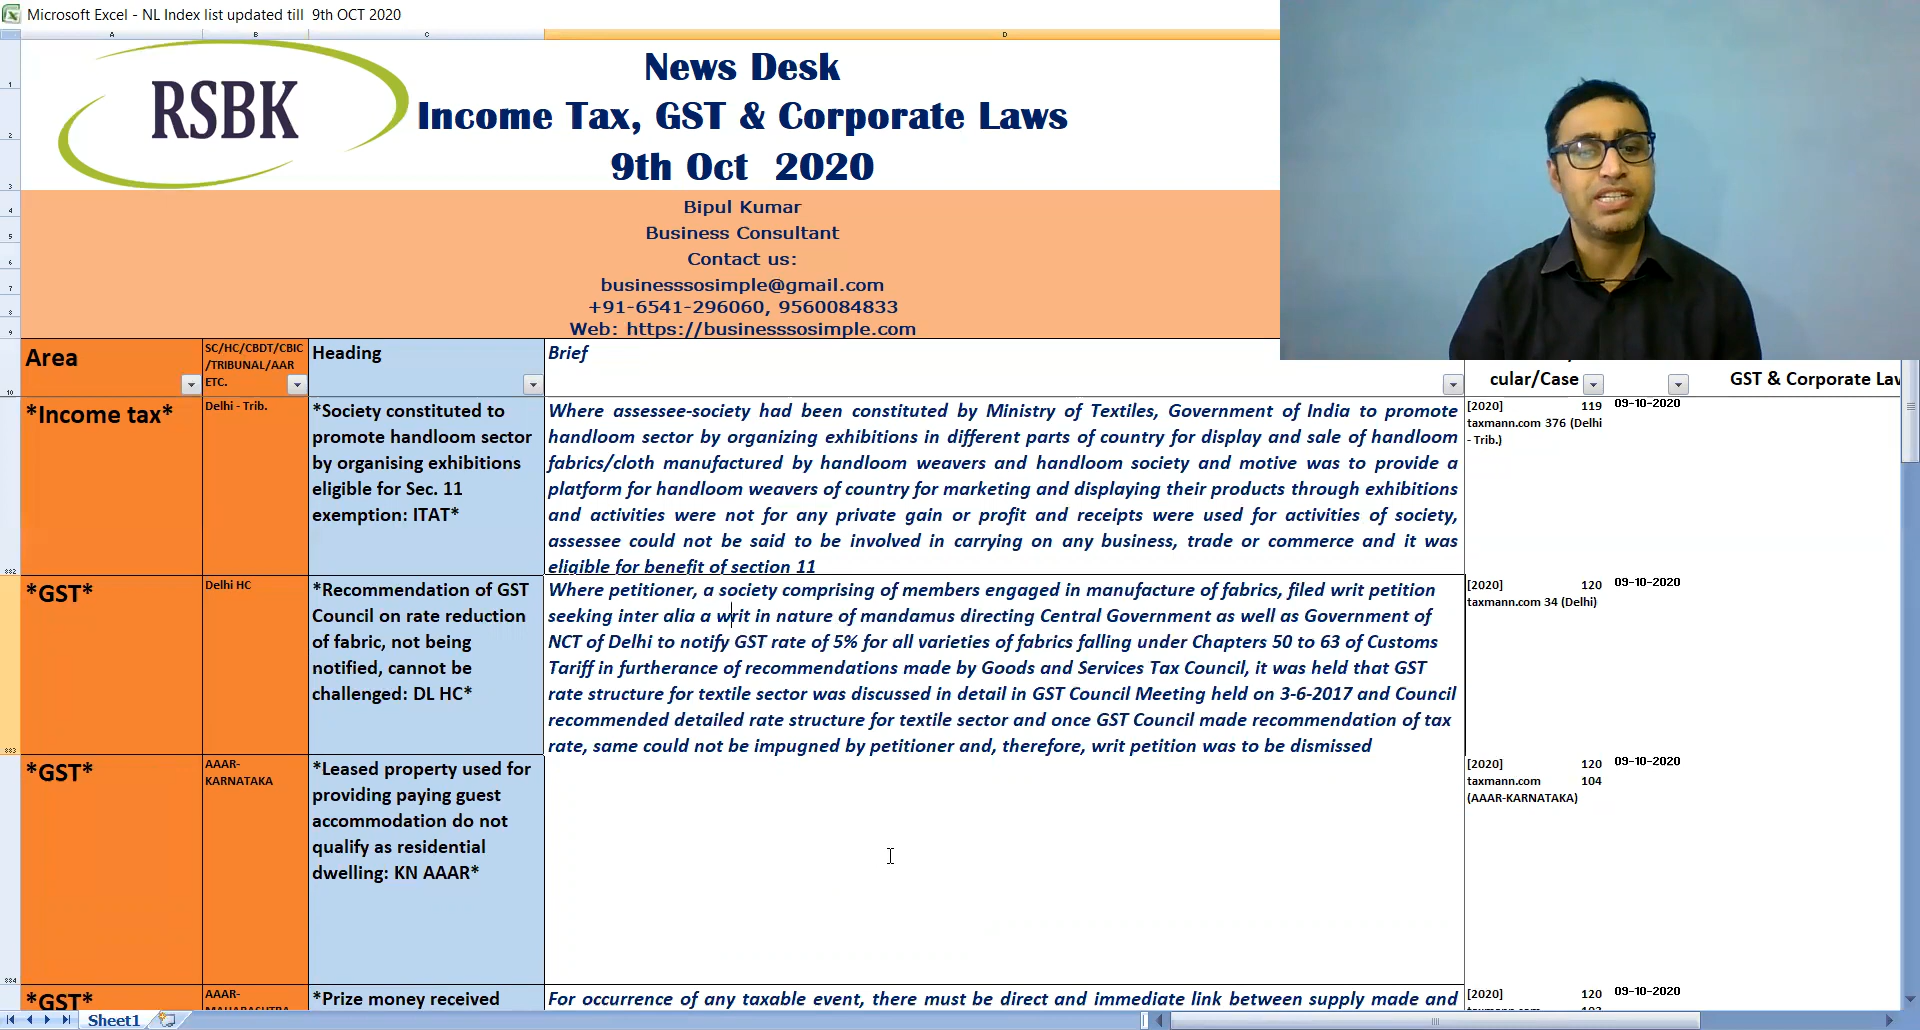 Microsoft Excel - NL Index list updated till 9th OCT 2020
A
B
C
D
RSBK
News Desk
Income Tax, GST & Corporate Laws
9th Oct 2020
Bipul Kumar
Business Consultant
Contact us:
businesssosimple@gmail.com
+91-6541-296060, 9560084833
Web: https://businesssosimple.com
1
2
3
4
5
6
7
8
9
10
Area
SC/HC/CBDT/CBIC
/TRIBUNAL/AAR
ETC.
Heading
Brief
cular/Case
GST & Corporate Lav
*Income tax*
Delhi - Trib.
*Society constituted to
promote handloom sector
by organising exhibitions
eligible for Sec. 11
exemption: ITAT*
Where assessee-society had been constituted by Ministry of Textiles, Government of India to promote
handloom sector by organizing exhibitions in different parts of country for display and sale of handloom
fabrics/cloth manufactured by handloom weavers and handloom society and motive was to provide a
platform for handloom weavers of country for marketing and displaying their products through exhibitions
and activities were not for any private gain or profit and receipts were used for activities of society,
assessee could not be said to be involved in carrying on any business, trade or commerce and it was
eligible for benefit of section 11
[2020] 119
taxmann.com 376 (Delhi
- Trib.)
09-10-2020
882
*GST*
Delhi HC
*Recommendation of GST
Council on rate reduction
of fabric, not being
notified, cannot be
challenged: DL HC*
Where petitioner, a society comprising of members engaged in manufacture of fabrics, filed writ petition
seeking inter alia a writ in nature of mandamus directing Central Government as well as Government of
NCT of Delhi to notify GST rate of 5% for all varieties of fabrics falling under Chapters 50 to 63 of Customs
Tariff in furtherance of recommendations made by Goods and Services Tax Council, it was held that GST
rate structure for textile sector was discussed in detail in GST Council Meeting held on 3-6-2017 and Council
recommended detailed rate structure for textile sector and once GST Council made recommendation of tax
rate, same could not be impugned by petitioner and, therefore, writ petition was to be dismissed
[2020] 120
taxmann.com 34 (Delhi)
09-10-2020
883
*GST*
AAAR-
KARNATAKA
*Leased property used for
providing paying guest
accommodation do not
qualify as residential
dwelling: KN AAAR*
[2020] 120
taxmann.com 104
(AAAR-KARNATAKA)
09-10-2020
884
*GST*
AAAR-
MAHARASHTRA
*Prize money received
For occurrence of any taxable event, there must be direct and immediate link between supply made and
[2020] 120
09-10-2020
Sheet1